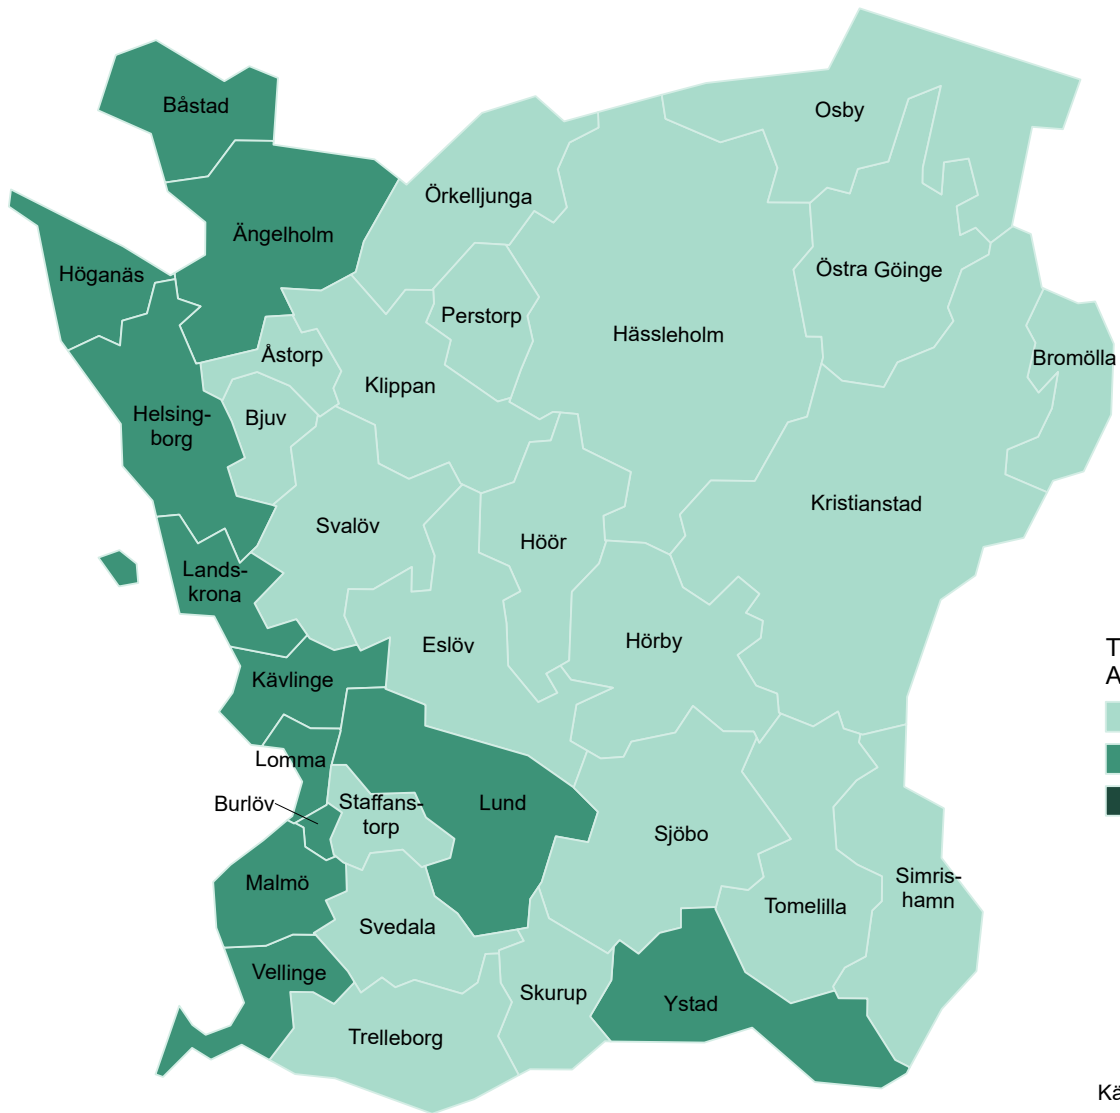 Båstad
Osby
Örkelljunga
Ängelholm
Östra Göinge
Höganäs
Perstorp
Hässleholm
Åstorp
Bromölla
Klippan
Helsing-
borg
Bjuv
Kristianstad
Svalöv
Höör
Lands-
krona
Hörby
Eslöv
T
A
Kävlinge
Lomma
Burlöv
Staffans-
torp
Lund
Sjöbo
Malmö
Simris-
hamn
Tomelilla
Svedala
Vellinge
Skurup
Ystad
Trelleborg
Kä